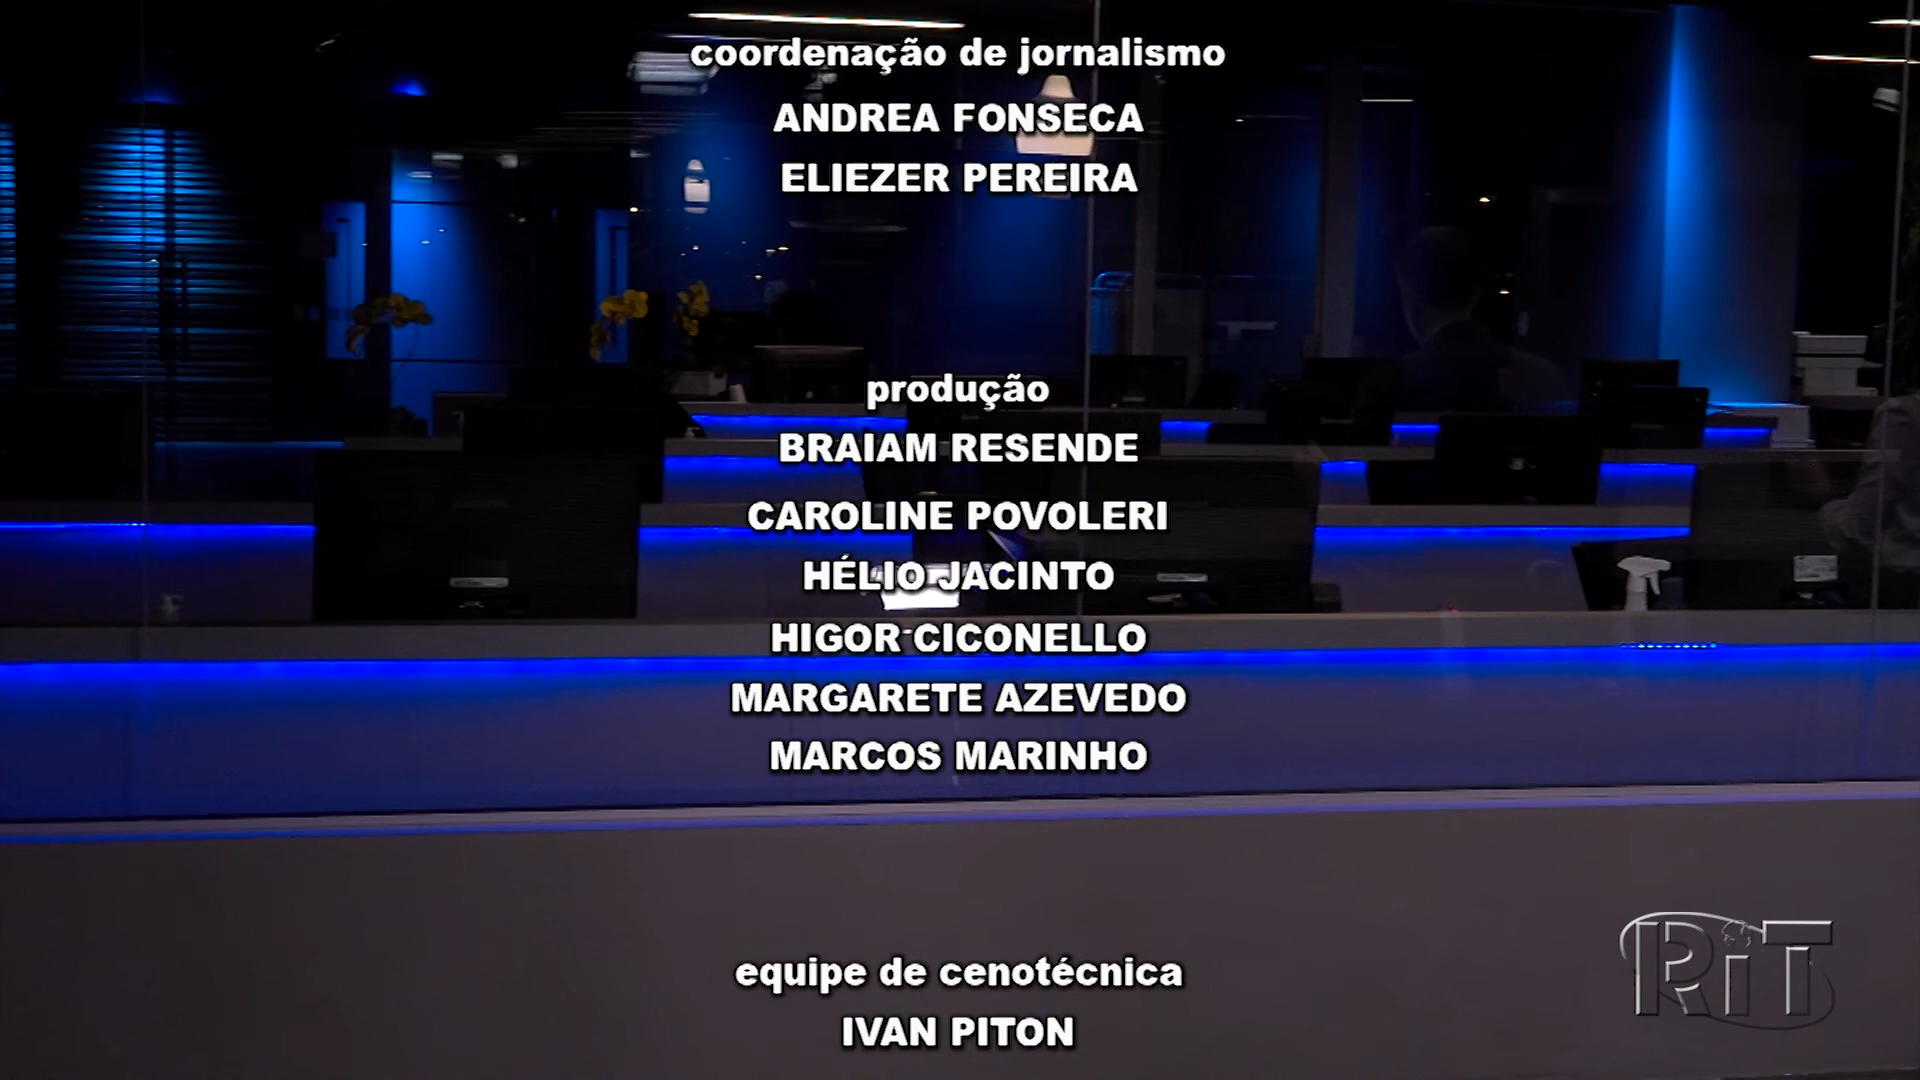 coordenação de jornalismo
ANDREA FONSECA
ELIEZER PEREIRA
produção
BRAIAM RESENDE
CAROLINE POVOLERI
HÉLIO JACINTO
HIGOR CICONELLO
MARGARETE AZEVEDO
MARCOS MARINHO
equipe de cenotécnica
IVAN PITON
RiT